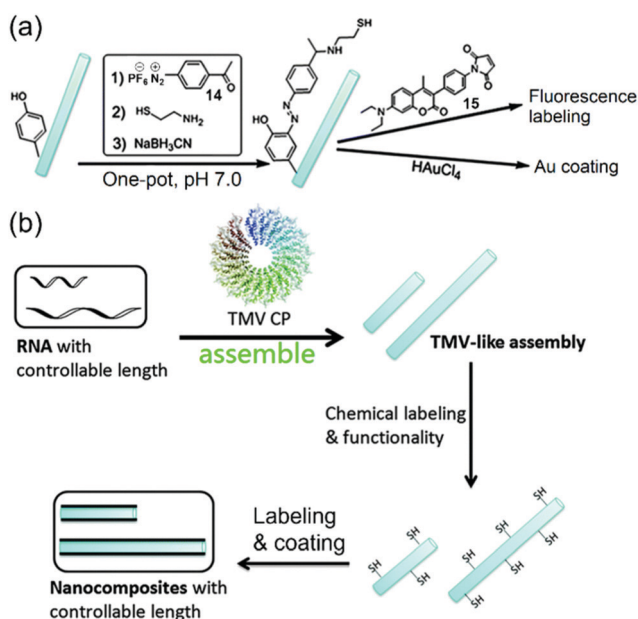 (a)
HO
1) PF6⊖ N2⊕
O
14
2) HS NH2
3) NaBH3CN
One-pot, pH 7.0
SH
NH
N
N
HO
N
O
O
N
O
O
15
Fluorescence
labeling
HAuCl4
Au coating
(b)
RNA with
controllable length
TMV CP
assemble
TMV-like assembly
Chemical labeling
& functionality
SH
SH
SH
SH
SH
SH
SH
SH
Labeling
& coating
Nanocomposites with
controllable length